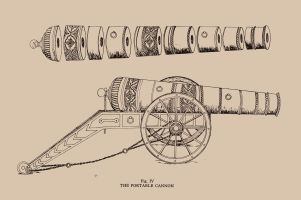 Fig. IV
THE PORTABLE CANNON